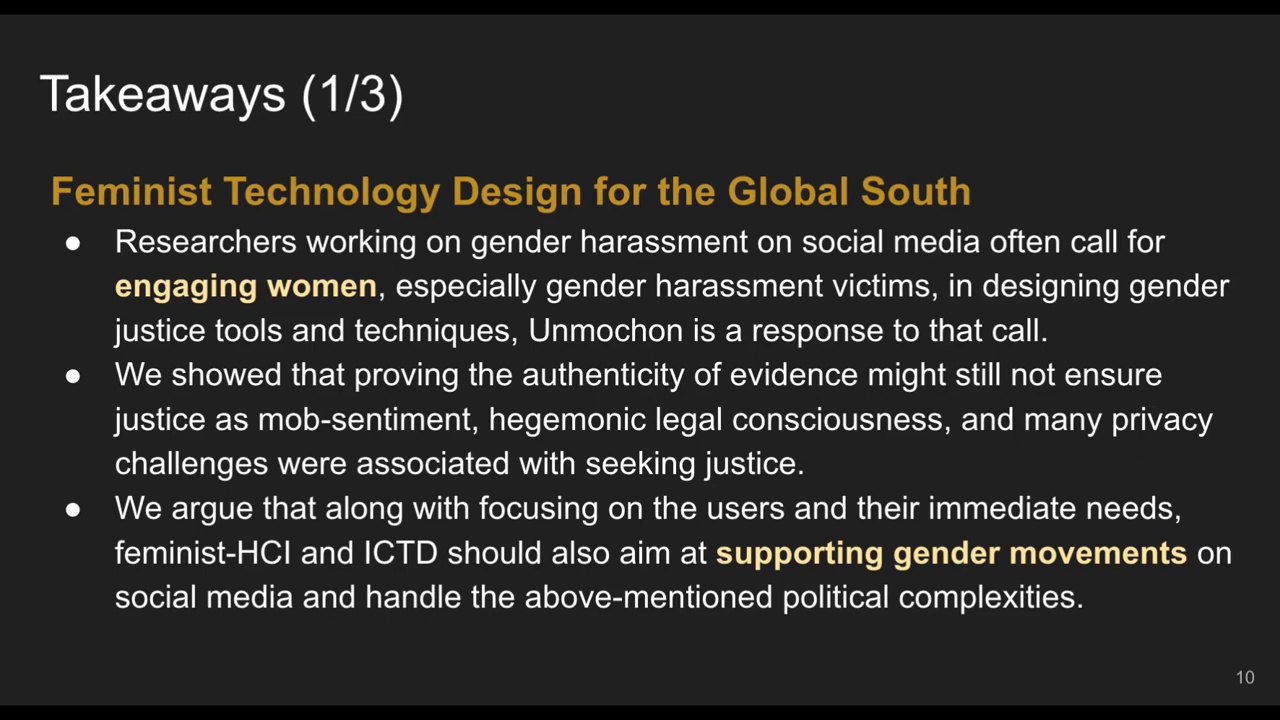 Takeaways (1/3)
Feminist Technology Design for the Global South
● Researchers working on gender harassment on social media often call for
engaging women, especially gender harassment victims, in designing gender
justice tools and techniques, Unmochon is a response to that call.
● We showed that proving the authenticity of evidence might still not ensure
justice as mob-sentiment, hegemonic legal consciousness, and many privacy
challenges were associated with seeking justice.
● We argue that along with focusing on the users and their immediate needs,
feminist-HCI and ICTD should also aim at supporting gender movements on
social media and handle the above-mentioned political complexities.
10